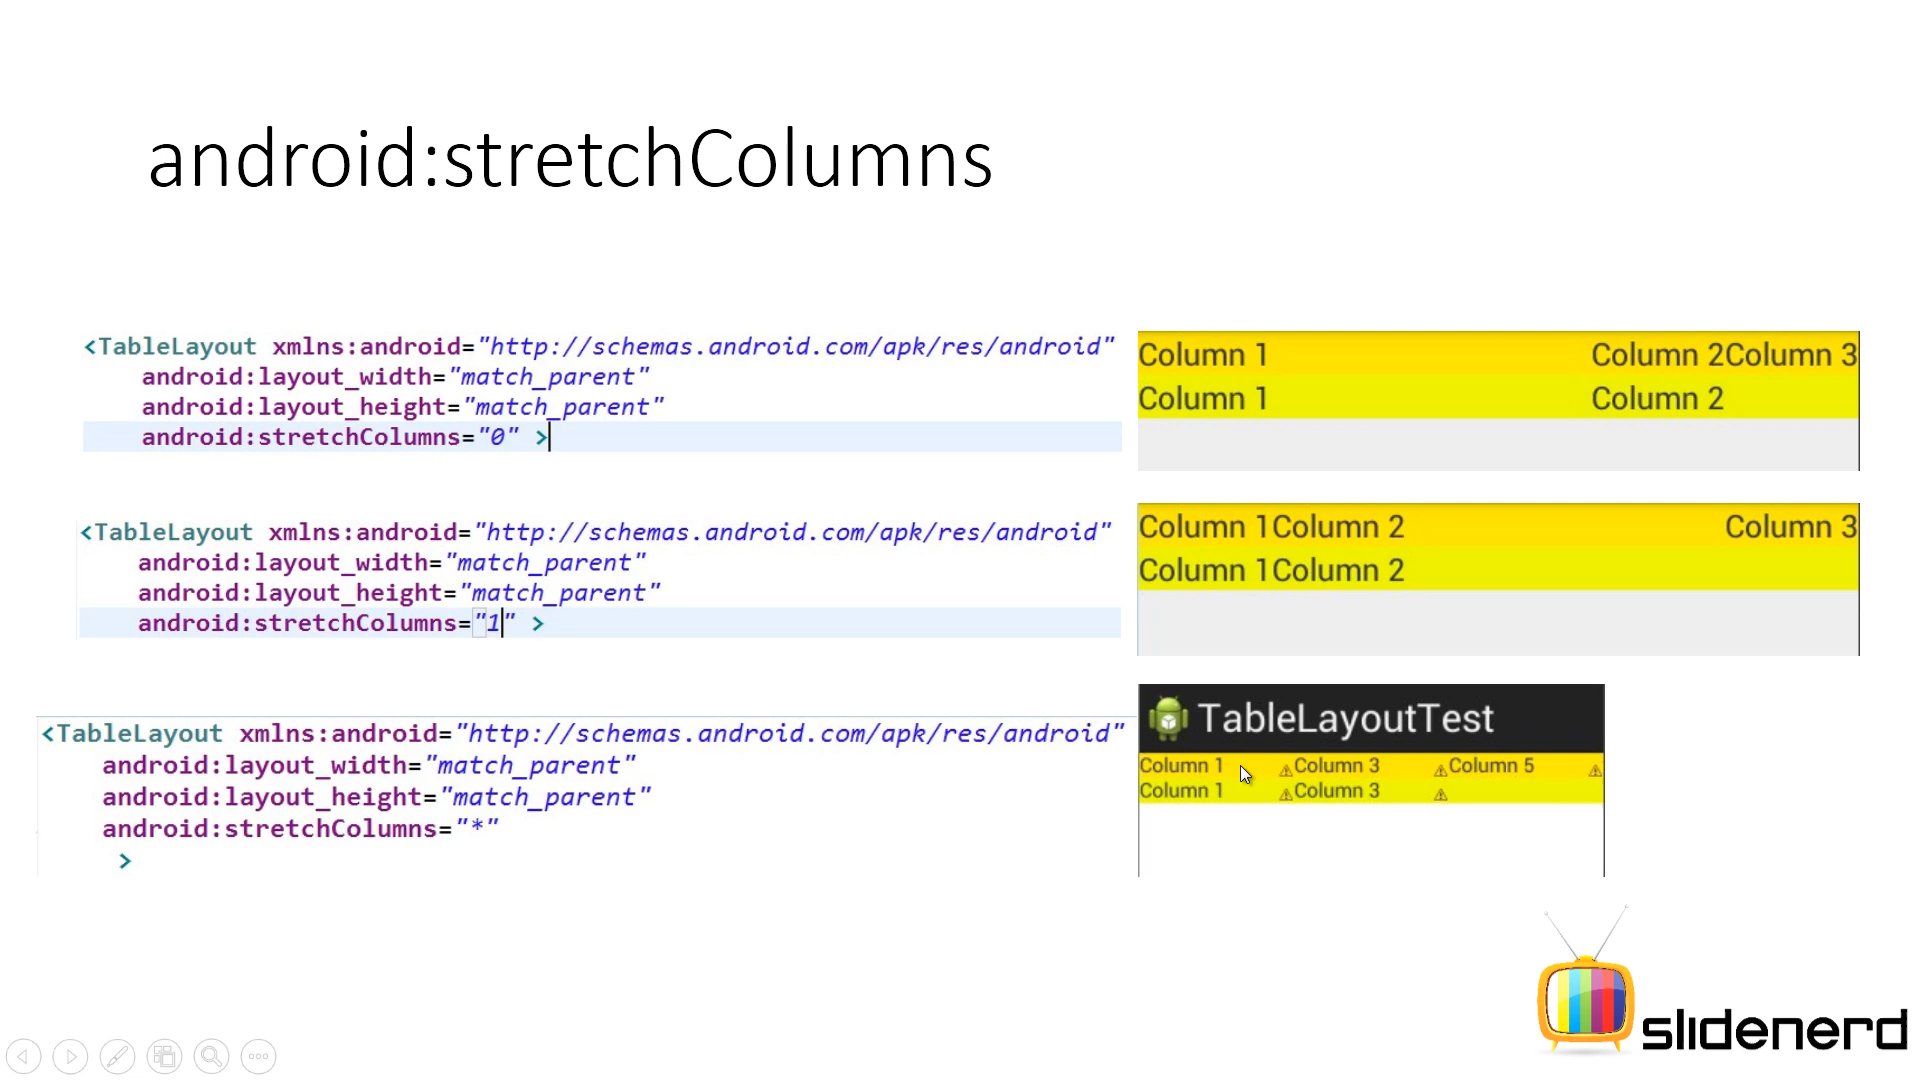 android:stretchColumns
<TableLayout xmlns:android="http://schemas.android.com/apk/res/android"
android:layout_width="match_parent"
android:layout_height="match_parent"
android:stretchColumns="0" >
Column 1 Column 2Column 3
Column 1 Column 2
<TableLayout xmlns:android="http://schemas.android.com/apk/res/android"
android:layout_width="match_parent"
android:layout_height="match_parent"
android:stretchColumns="1" >
Column 1Column 2 Column 3
Column 1Column 2
<TableLayout xmlns:android="http://schemas.android.com/apk/res/android"
android:layout_width="match_parent"
android:layout_height="match_parent"
android:stretchColumns="*"
>
TableLayoutTest
Column 1 Column 3 Column 5
Column 1 Column 3
slidenerd